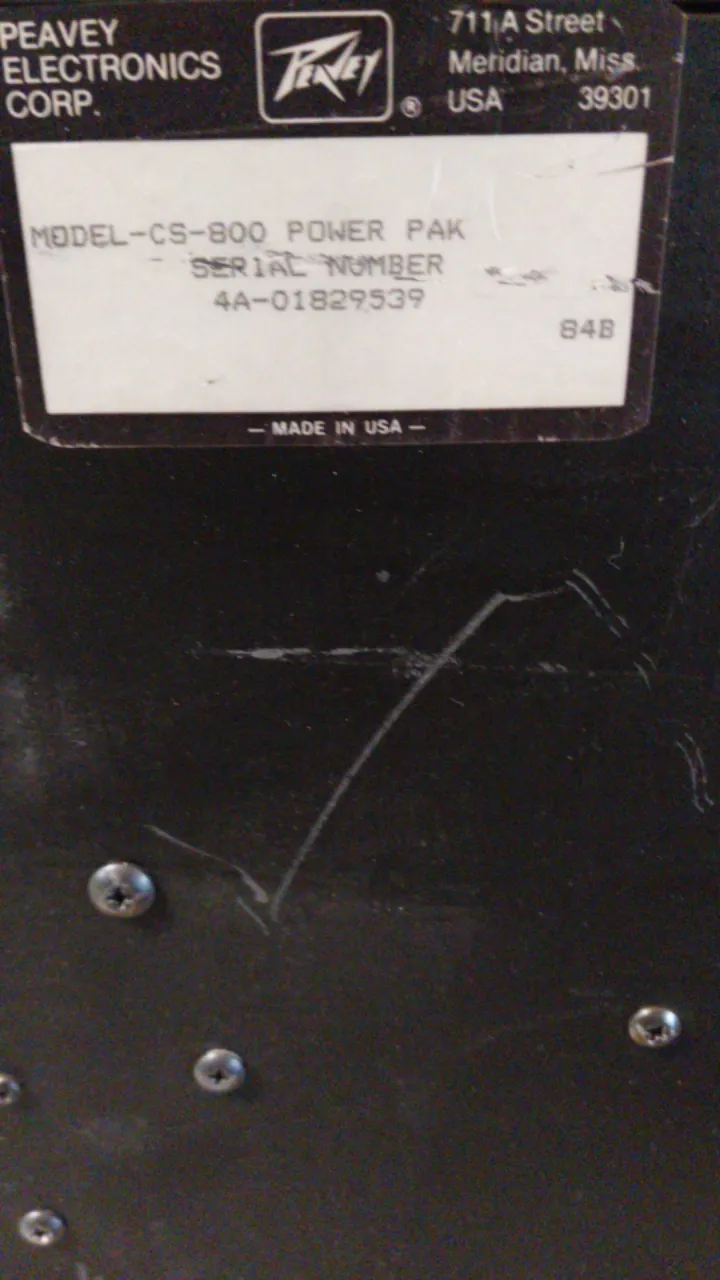 PEAVEY
ELECTRONICS
CORP.
PEAVEY
®
711 A Street
Meridian, Miss.
USA 39301
MODEL-CS-800 POWER PAK
SERIAL NUMBER
4A-01829539
84B
— MADE IN USA —